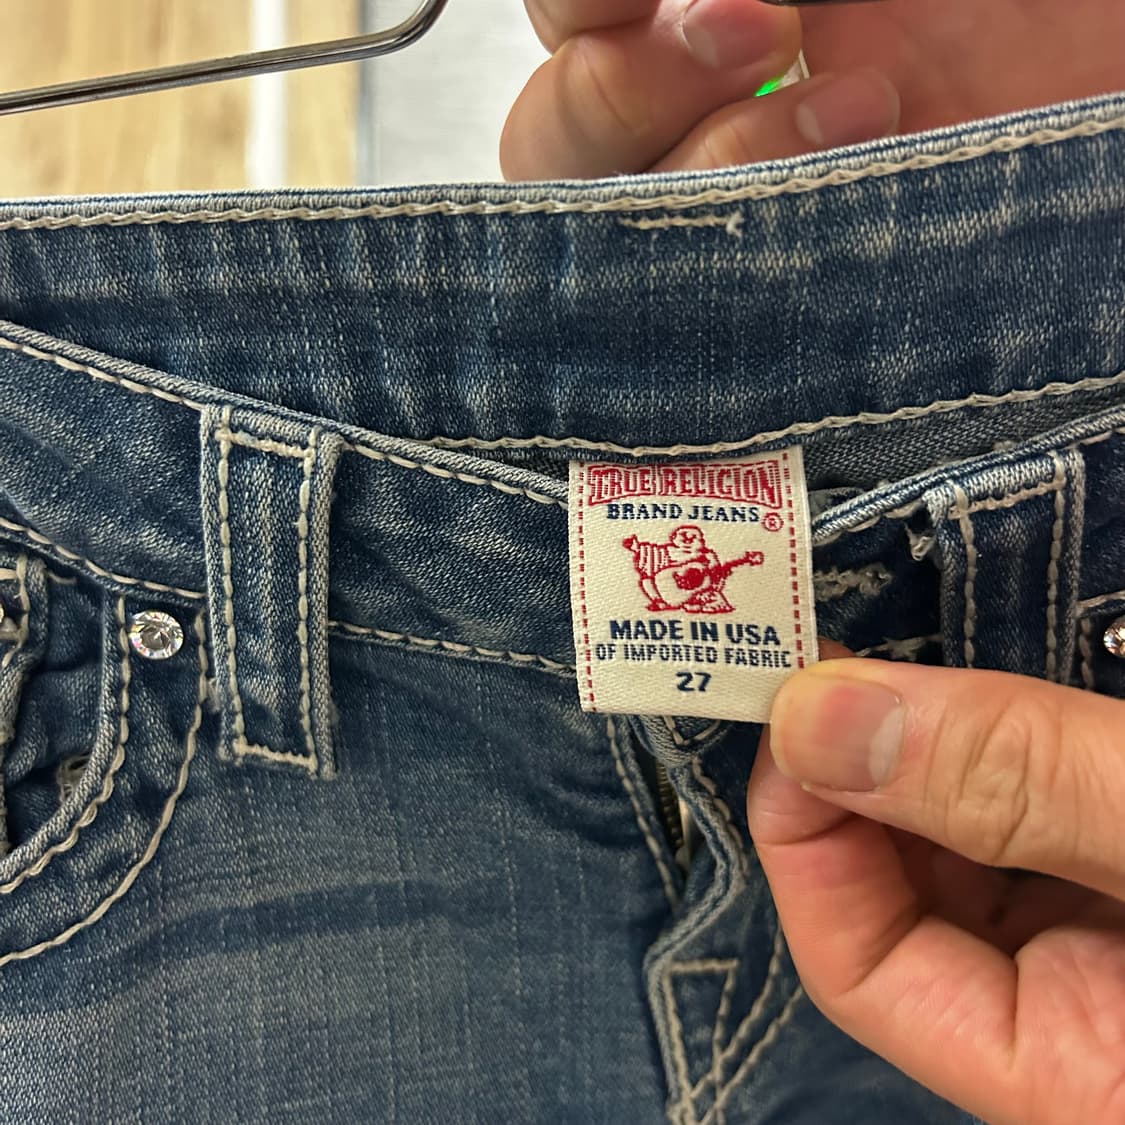 TRUE RELIGION
BRAND JEANS ®
MADE IN USA
OF IMPORTED FABRIC
27